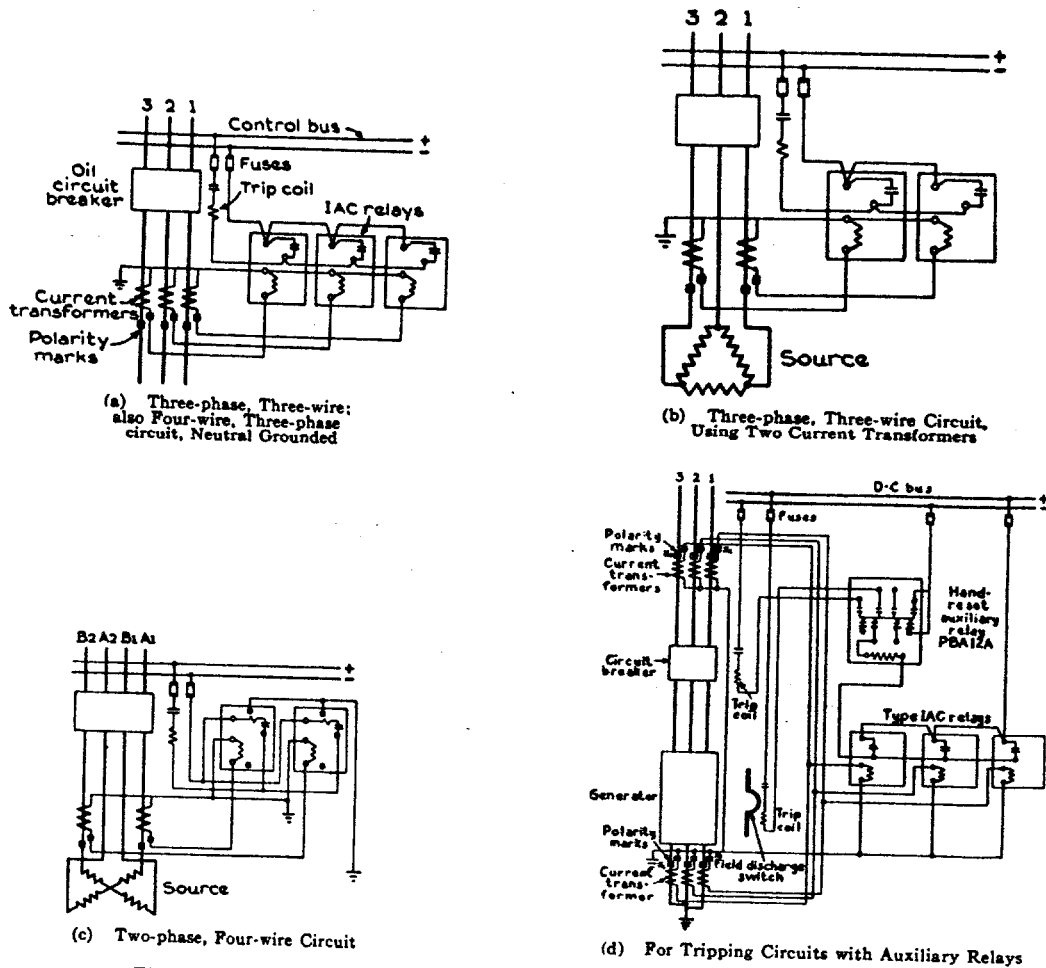 3 2 1
Control bus
+
-
Oil
circuit
breaker
Fuses
Trip coil
IAC relays
Current
transformers
Polarity
marks
(a) Three-phase, Three-wire;
also Four-wire, Three-phase
circuit, Neutral Grounded
3 2 1
+
-
Source
(b) Three-phase, Three-wire Circuit,
Using Two Current Transformers
B2 A2 B1 A1
+
-
Source
(c) Two-phase, Four-wire Circuit
3 2 1
D-C bus
+
-
Fuses
Polarity
marks
Current
trans-
formers
Hand-
reset
auxiliary
relay
PBA12A
Circuit
breaker
Trip
coil
Type IAC relays
Generator
Trip
coil
Polarity
marks
Field discharge
switch
Current
trans-
former
(d) For Tripping Circuits with Auxiliary Relays